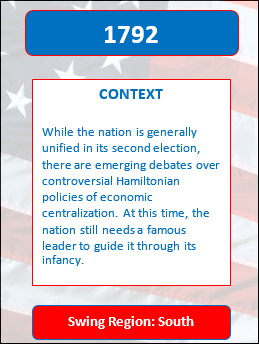 1792
CONTEXT
While the nation is generally
unified in its second election,
there are emerging debates over
controversial Hamiltonian
policies of economic
centralization. At this time, the
nation still needs a famous
leader to guide it through its
infancy.
Swing Region: South